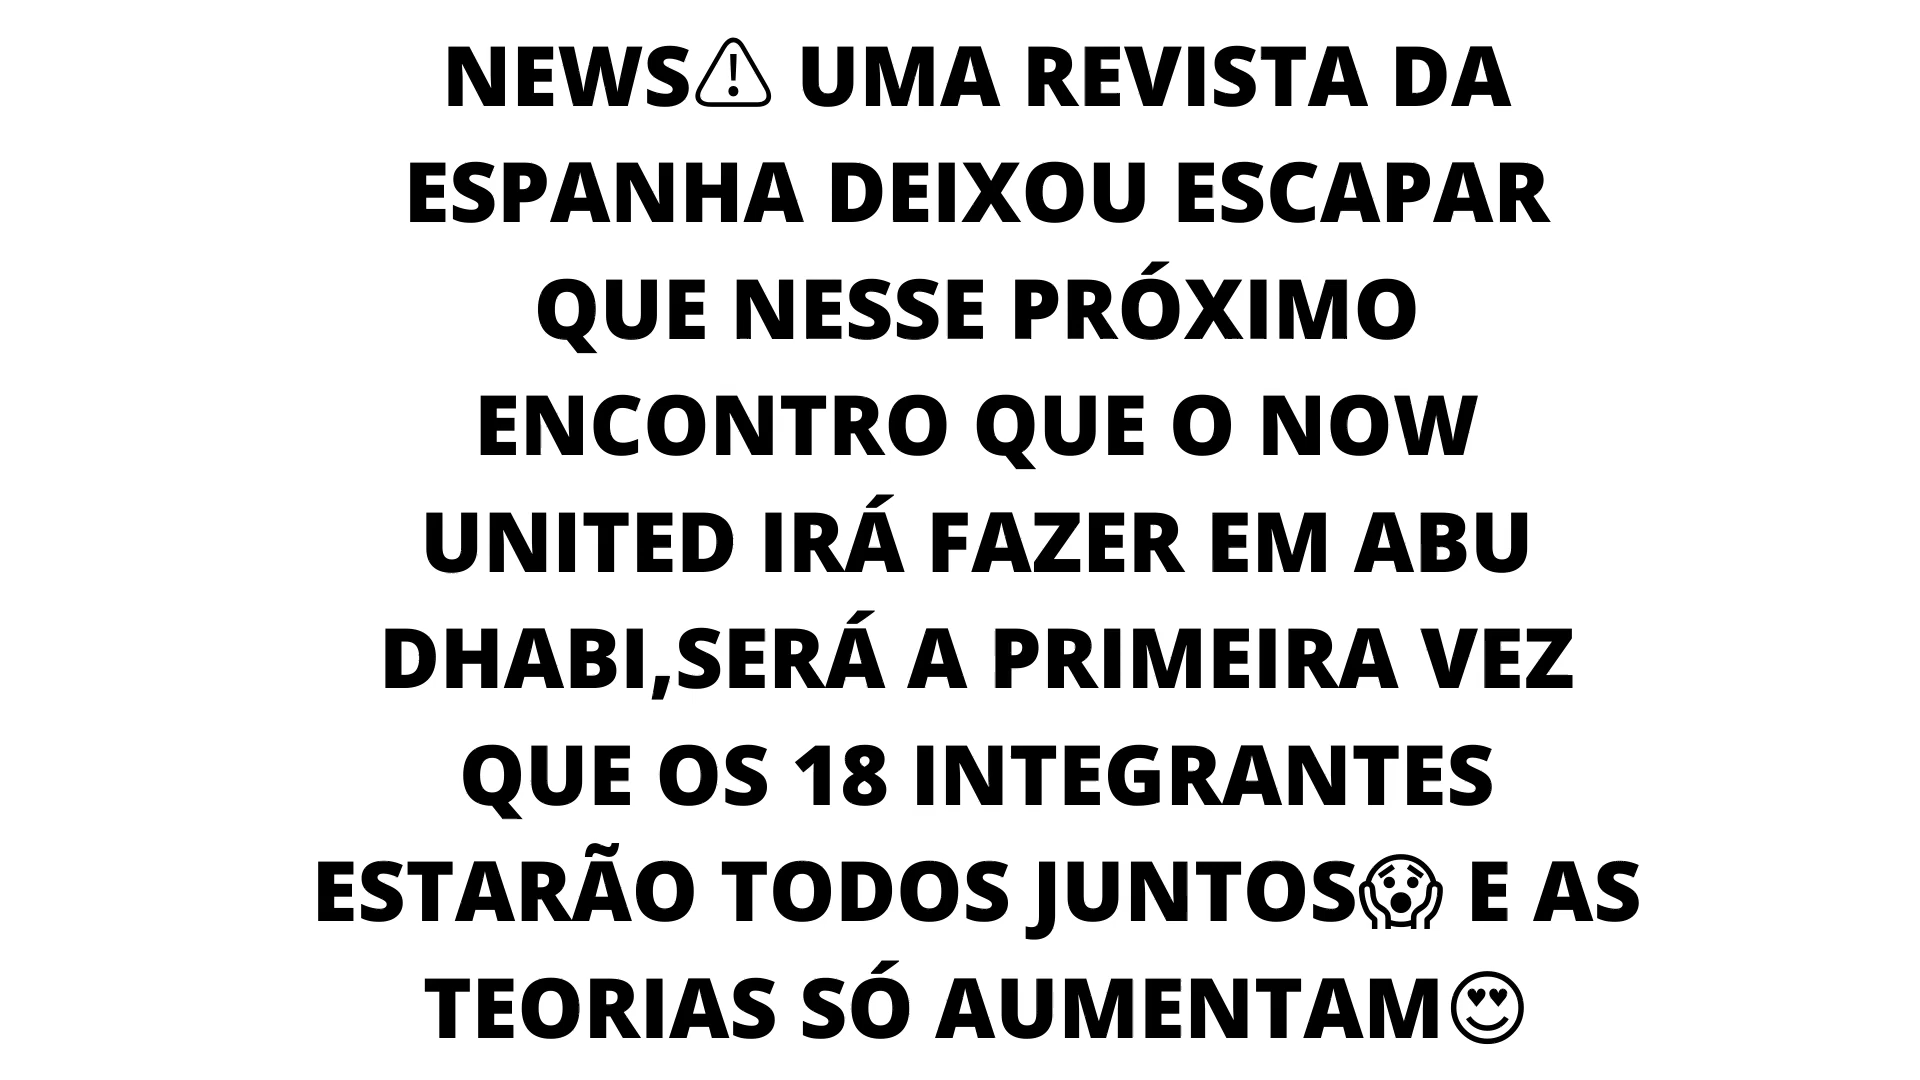 NEWS⚠ UMA REVISTA DA
ESPANHA DEIXOU ESCAPAR
QUE NESSE PRÓXIMO
ENCONTRO QUE O NOW
UNITED IRÁ FAZER EM ABU
DHABI,SERÁ A PRIMEIRA VEZ
QUE OS 18 INTEGRANTES
ESTARÃO TODOS JUNTOS😱 E AS
TEORIAS SÓ AUMENTAM😍